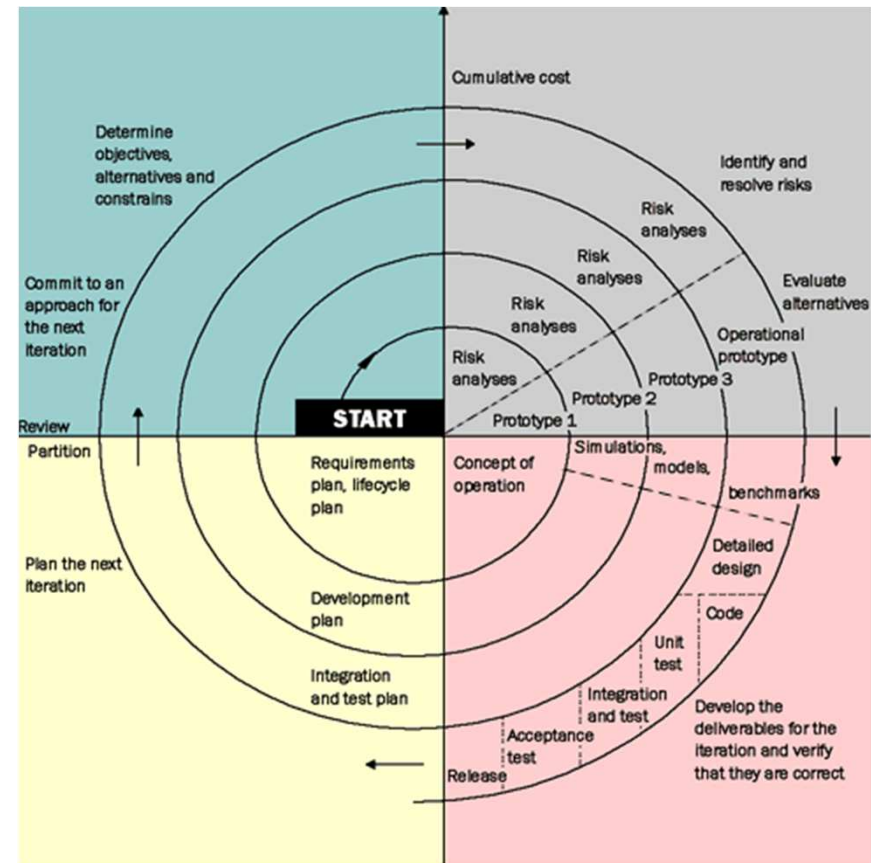 Cumulative cost
Determine
objectives,
alternatives and
constrains
Identify and
resolve risks
Risk
analyses
Risk
analyses
Risk
analyses
Risk
analyses
Commit to an
approach for
the next
iteration
Evaluate
alternatives
Operational
prototype
Prototype 3
Prototype 2
Prototype 1
START
Review
Partition
Requirements
plan, lifecycle
plan
Concept of
operation
Simulations,
models,
benchmarks
Plan the next
iteration
Detailed
design
Development
plan
Code
Unit
test
Integration
and test plan
Integration
and test
Acceptance
test
Release
Develop the
deliverables for the
iteration and verify
that they are correct